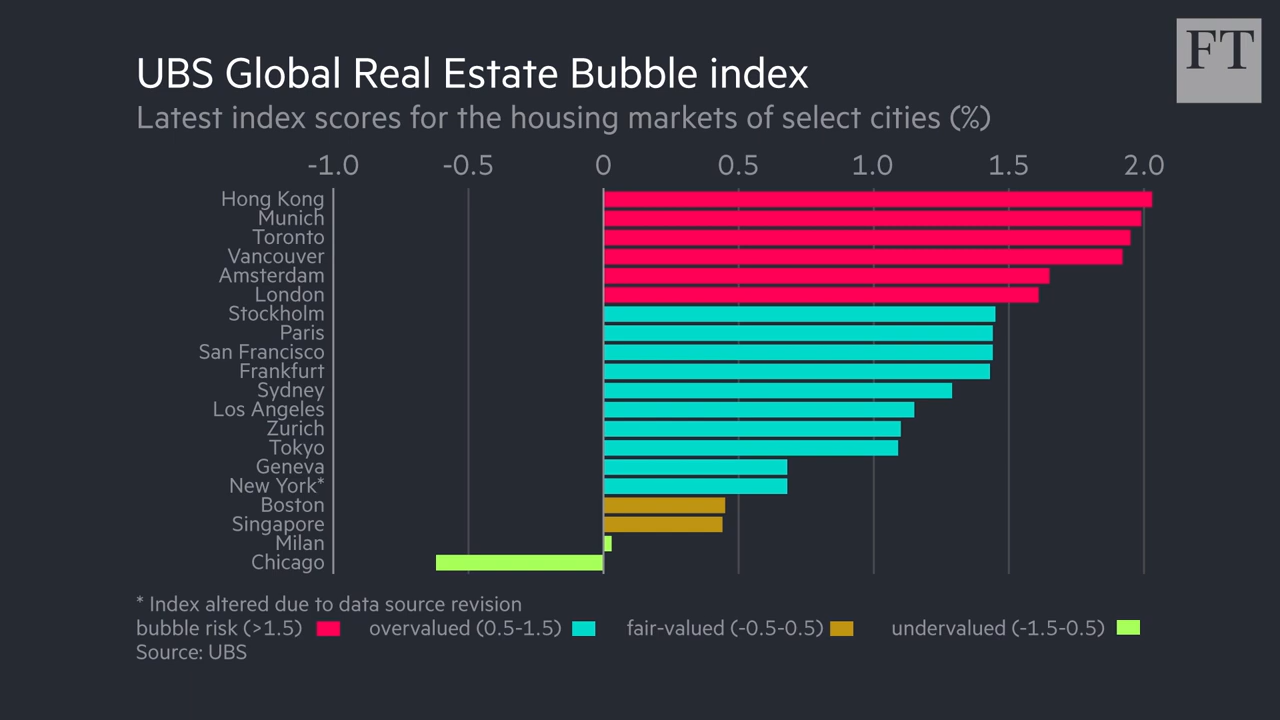 FT
UBS Global Real Estate Bubble index
Latest index scores for the housing markets of select cities (%)
-1.0 -0.5 0 0.5 1.0 1.5 2.0
Hong Kong
Munich
Toronto
Vancouver
Amsterdam
London
Stockholm
Paris
San Francisco
Frankfurt
Sydney
Los Angeles
Zurich
Tokyo
Geneva
New York*
Boston
Singapore
Milan
Chicago
* Index altered due to data source revision
bubble risk (>1.5) overvalued (0.5-1.5) fair-valued (-0.5-0.5) undervalued (-1.5-0.5)
Source: UBS